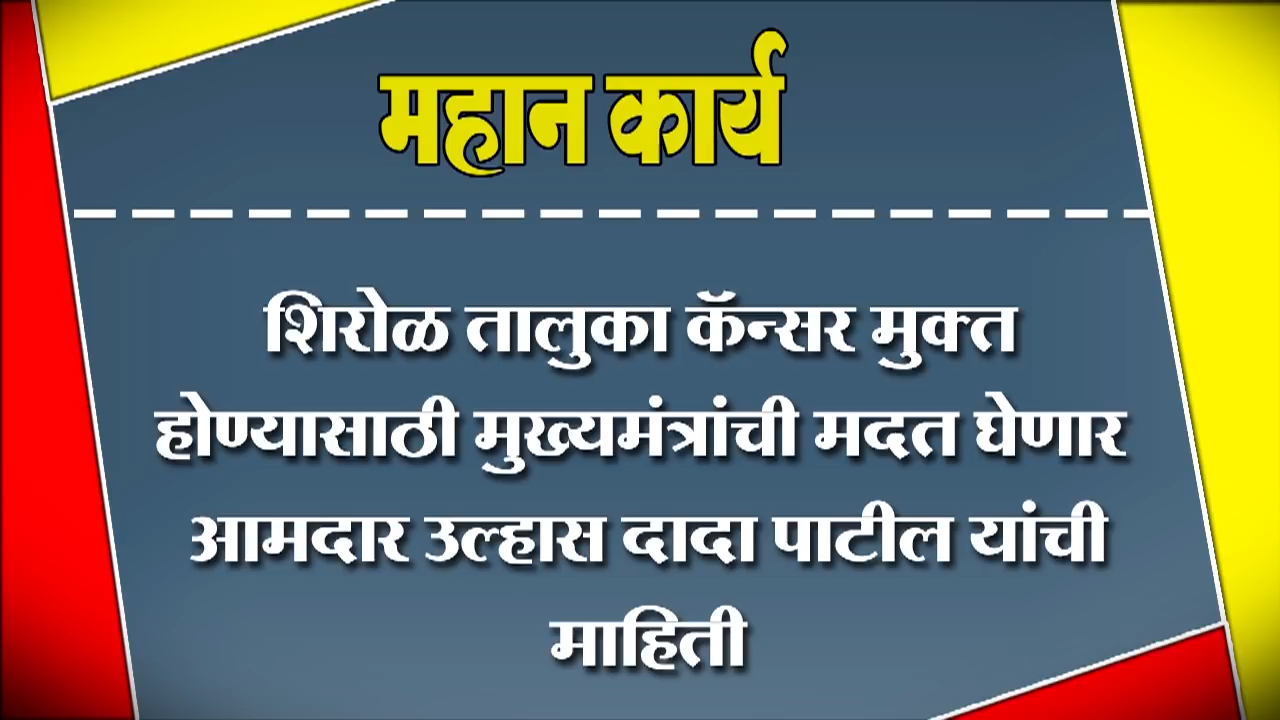 महान कार्य
शिरोळ तालुका कॅन्सर मुक्त
होण्यासाठी मुख्यमंत्रांची मदत घेणार
आमदार उल्हास दादा पाटील यांची
माहिती